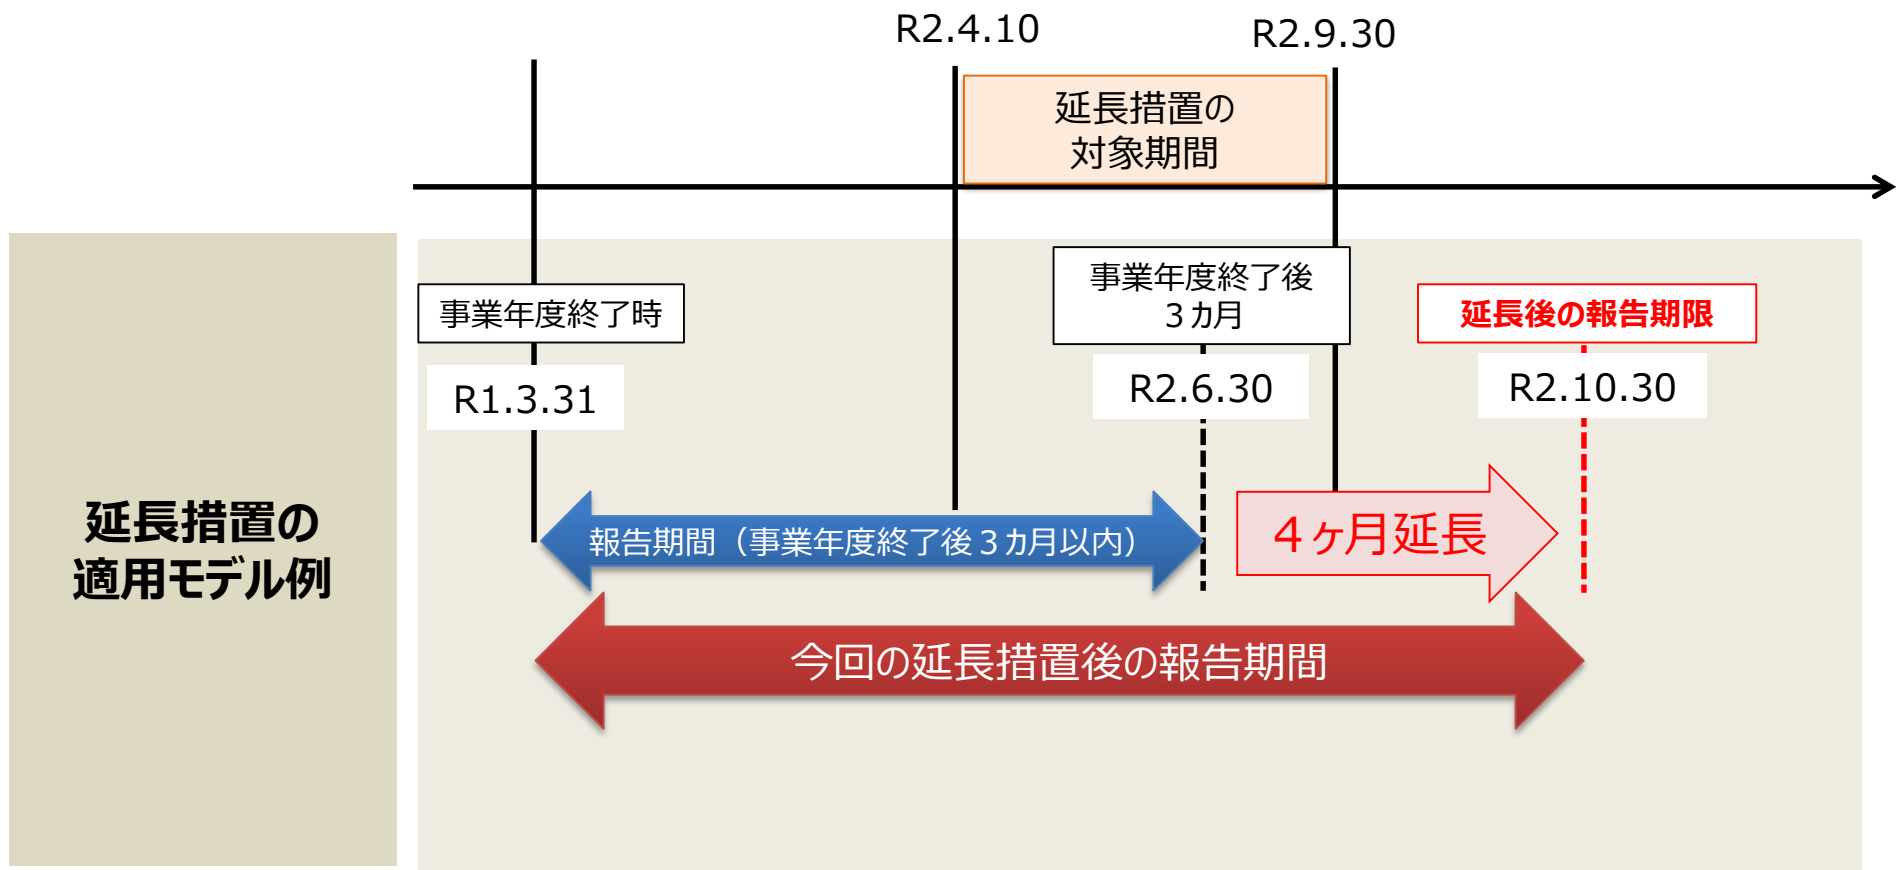 R2.4.10
R2.9.30
延長措置の
対象期間
事業年度終了時
R1.3.31
事業年度終了後
３カ月
R2.6.30
延長後の報告期限
R2.10.30
延長措置の
適用モデル例
報告期間（事業年度終了後３カ月以内）
４ヶ月延長
今回の延長措置後の報告期間